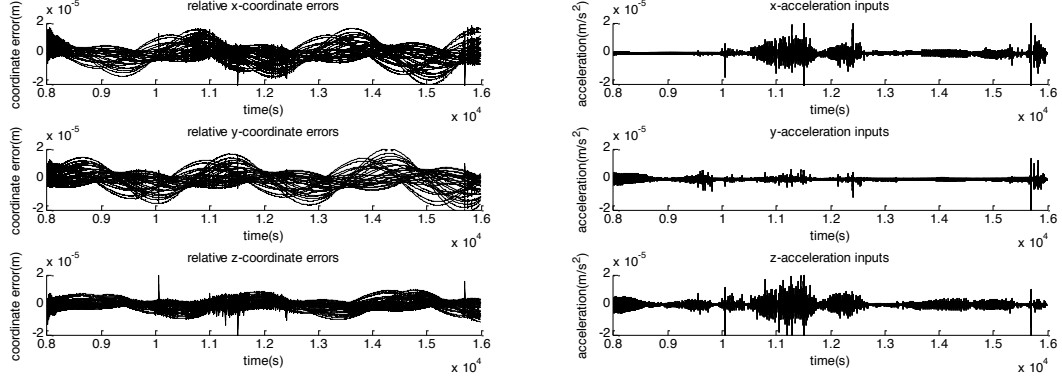 relative x-coordinate errors
x 10^-5
coordinate error(m)
2
0
-2
0.8 0.9 1 1.1 1.2 1.3 1.4 1.5 1.6
time(s)
x 10^4
relative y-coordinate errors
x 10^-5
coordinate error(m)
2
0
-2
0.8 0.9 1 1.1 1.2 1.3 1.4 1.5 1.6
time(s)
x 10^4
relative z-coordinate errors
x 10^-5
coordinate error(m)
2
0
-2
0.8 0.9 1 1.1 1.2 1.3 1.4 1.5 1.6
time(s)
x 10^4
x-acceleration inputs
x 10^-5
acceleration(m/s^2)
2
0
-2
0.8 0.9 1 1.1 1.2 1.3 1.4 1.5 1.6
time(s)
x 10^4
y-acceleration inputs
x 10^-5
acceleration(m/s^2)
2
0
-2
0.8 0.9 1 1.1 1.2 1.3 1.4 1.5 1.6
time(s)
x 10^4
z-acceleration inputs
x 10^-5
acceleration(m/s^2)
2
0
-2
0.8 0.9 1 1.1 1.2 1.3 1.4 1.5 1.6
time(s)
x 10^4